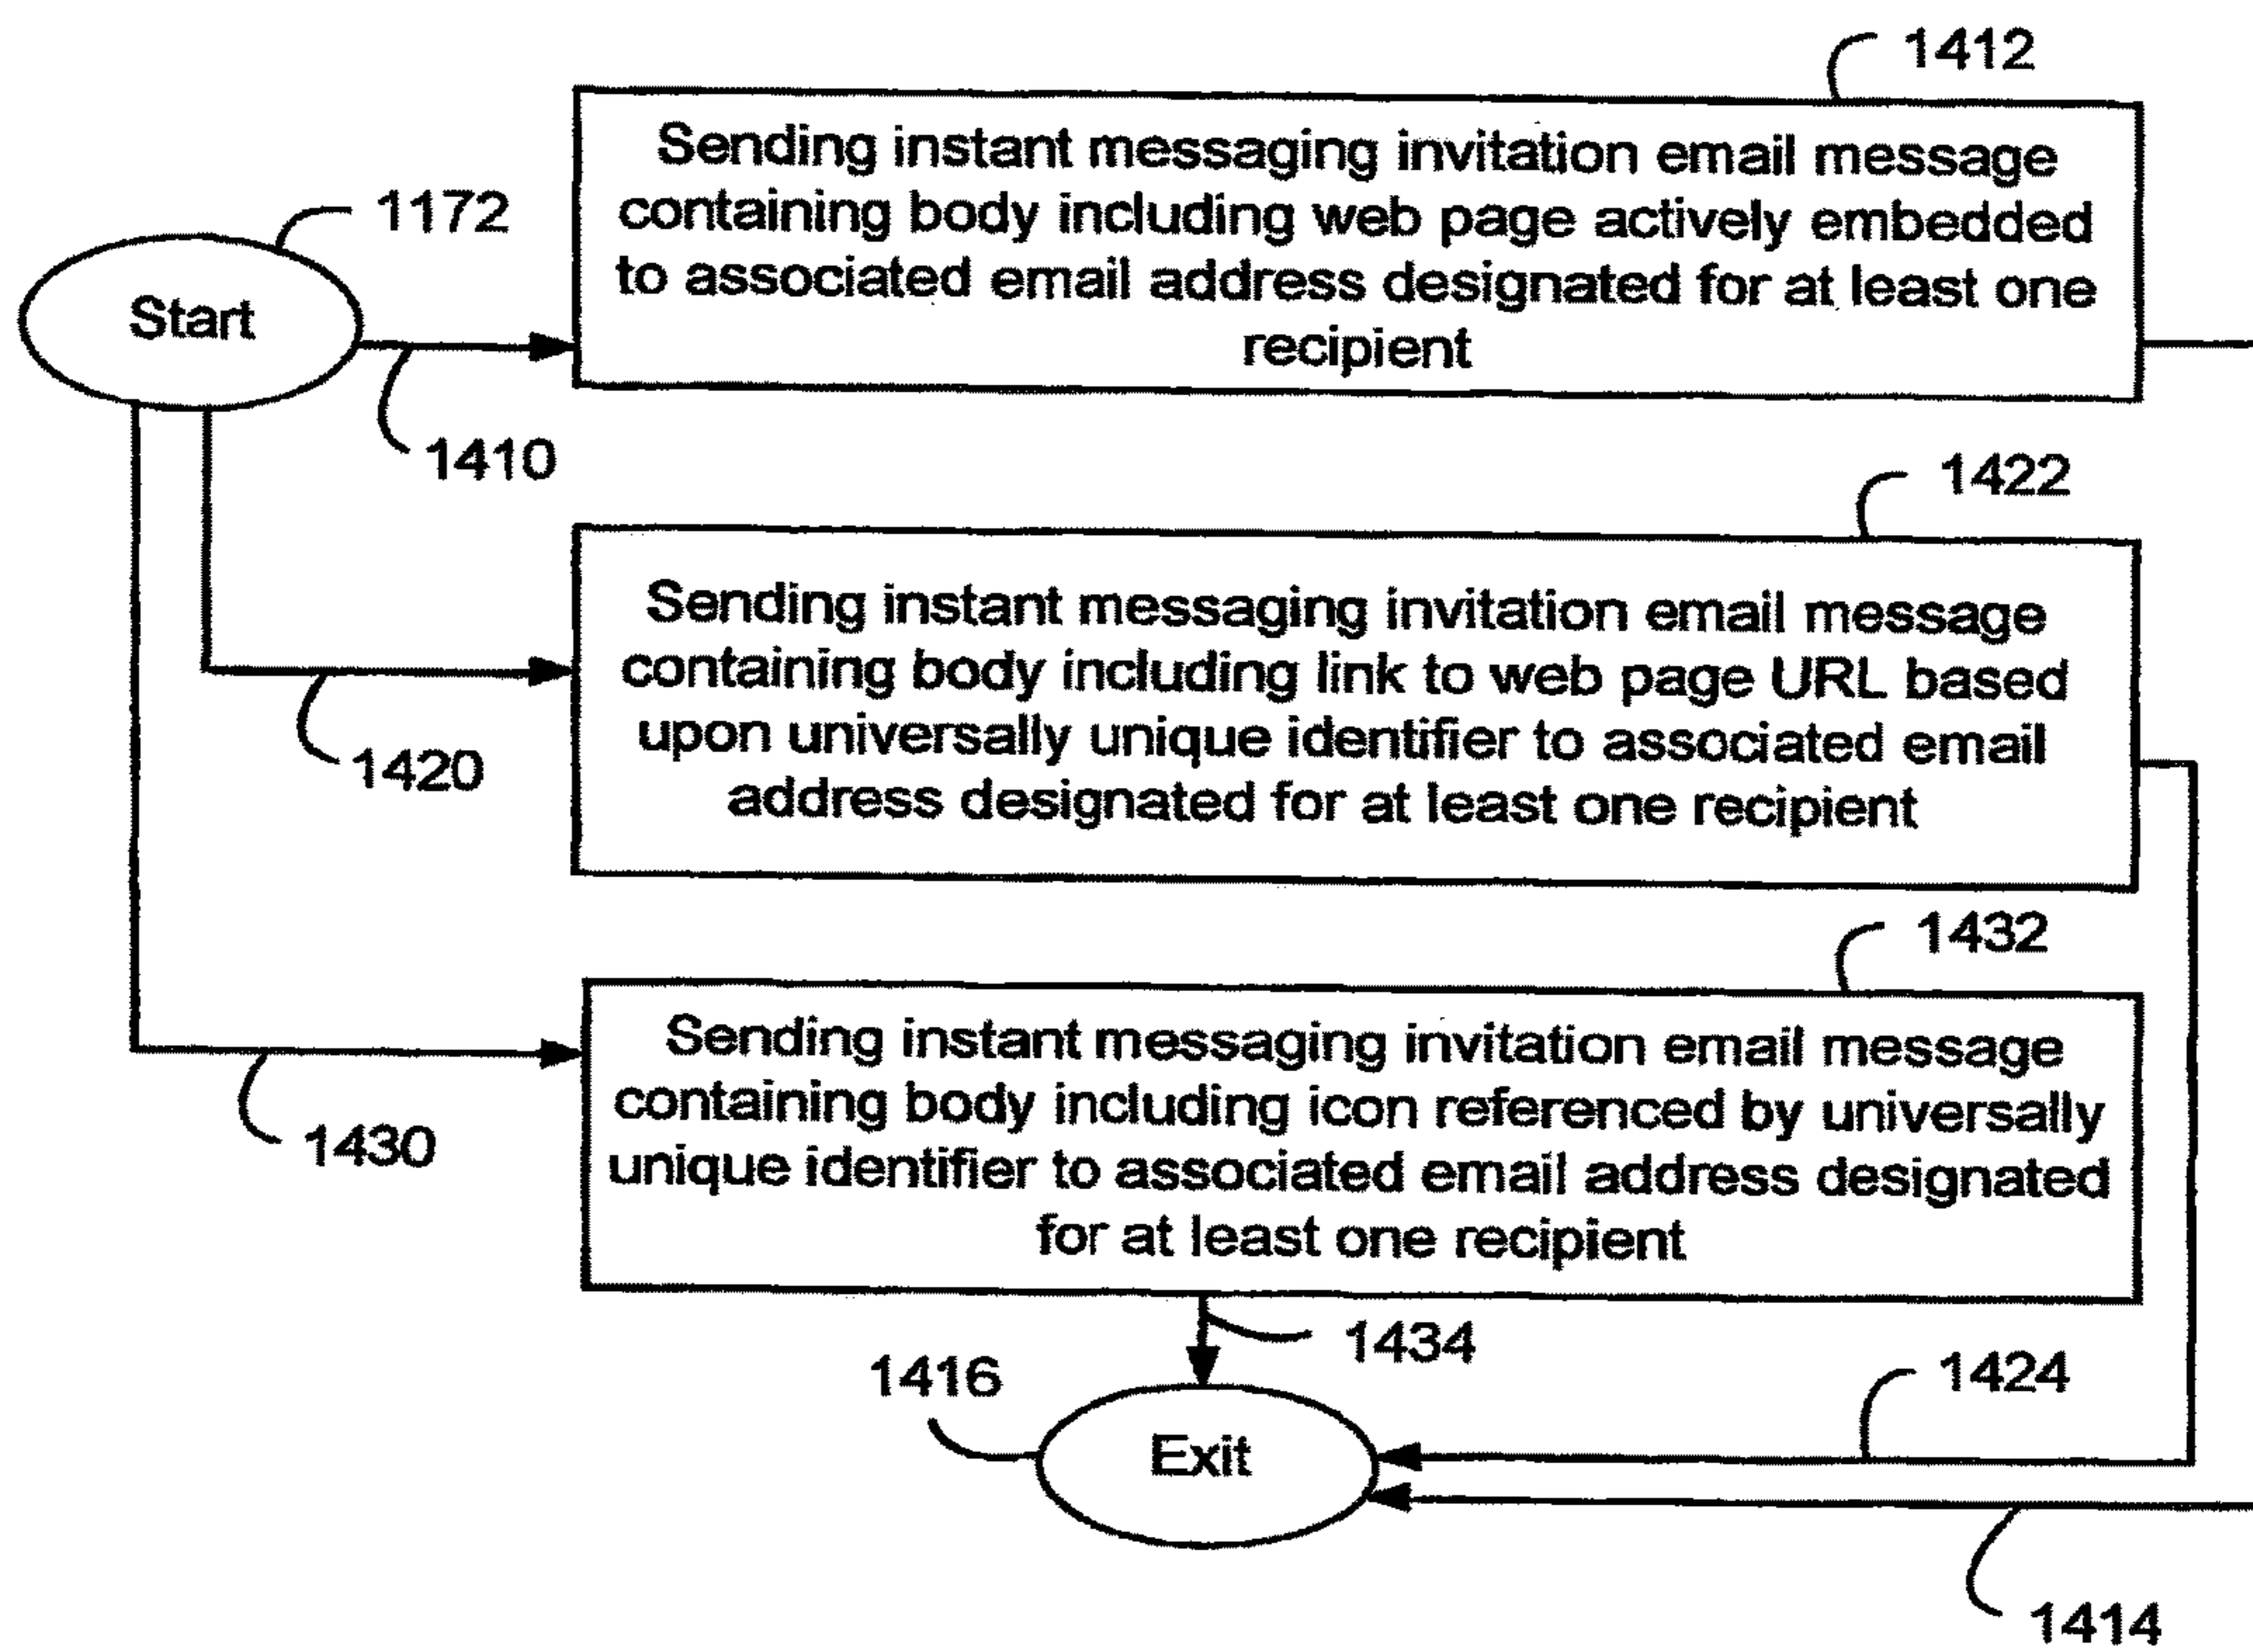 1412
Sending instant messaging invitation email message
containing body including web page actively embedded
to associated email address designated for at least one
recipient
1172
Start
1410
1422
Sending instant messaging invitation email message
containing body including link to web page URL based
upon universally unique identifier to associated email
address designated for at least one recipient
1420
1432
Sending instant messaging invitation email message
containing body including icon referenced by universally
unique identifier to associated email address designated
for at least one recipient
1430
1434
1416
1424
Exit
1414